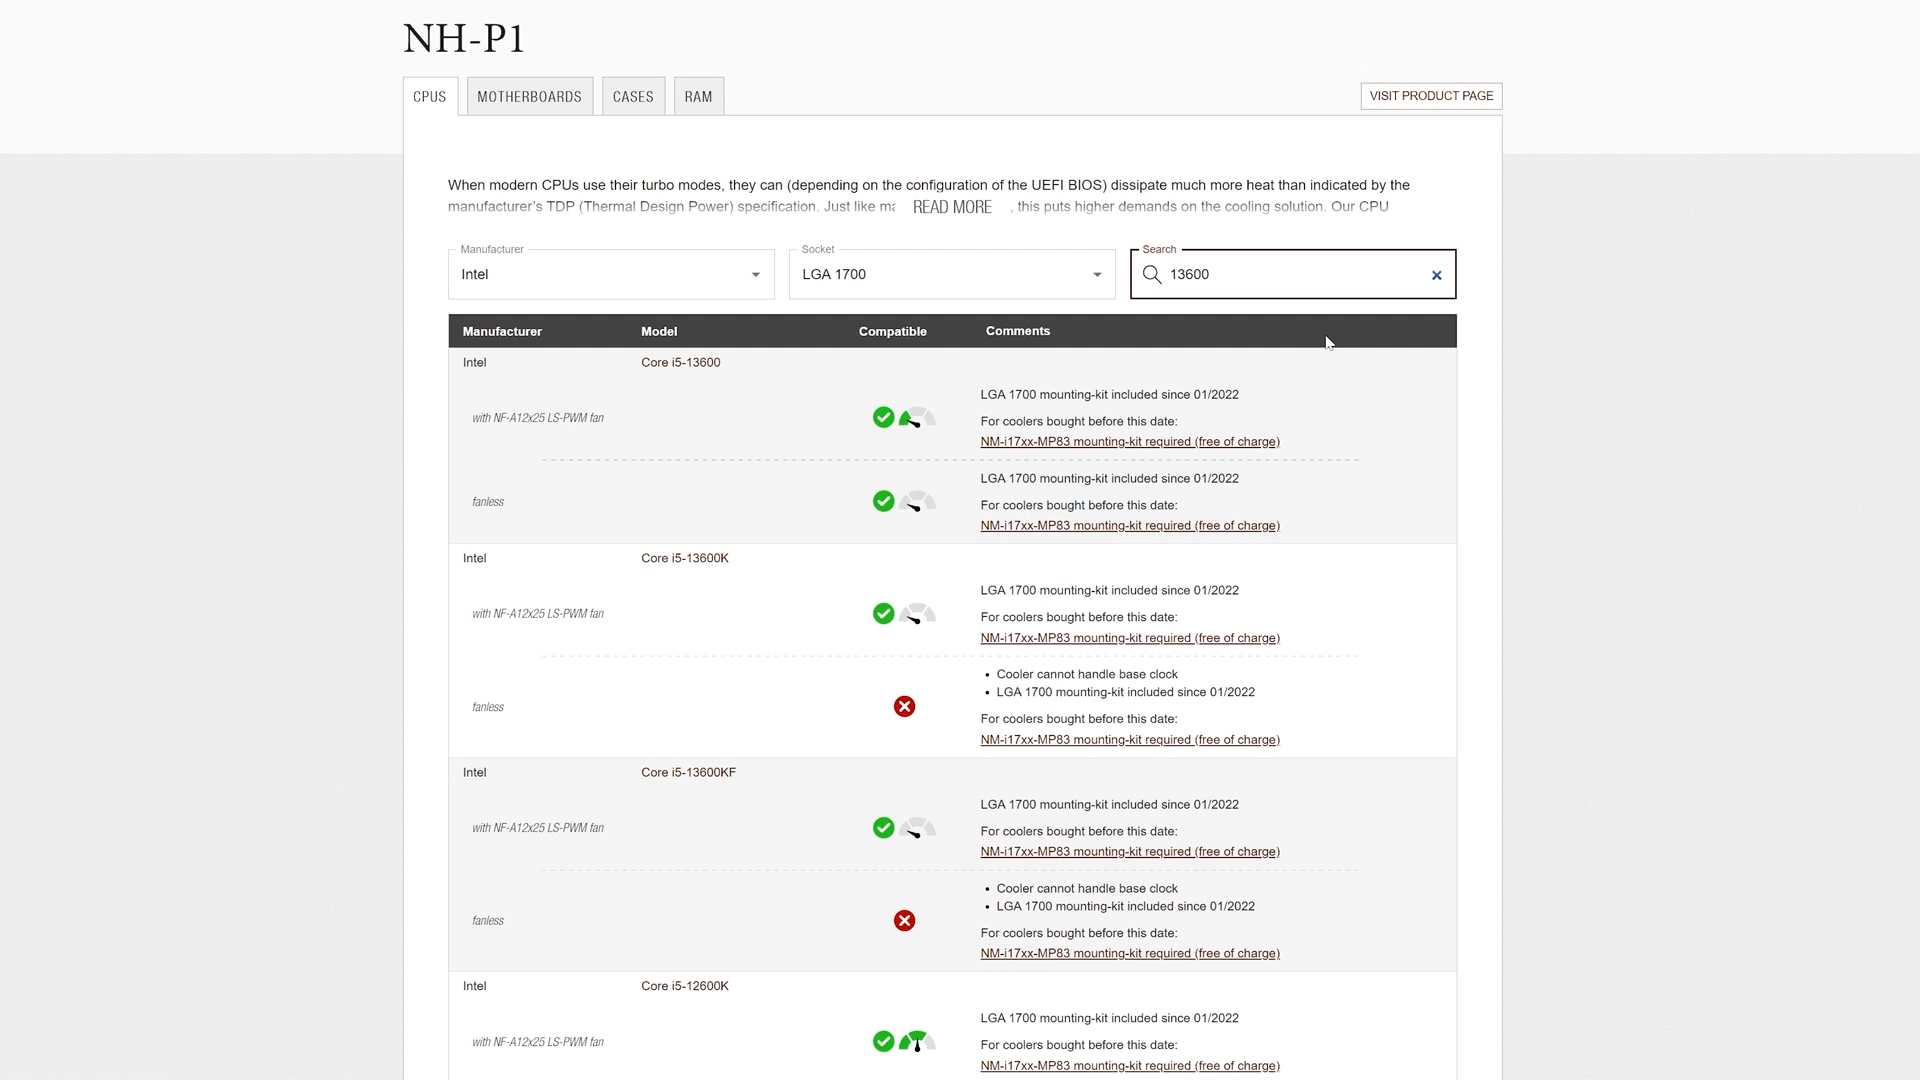 NH-P1
CPUS
MOTHERBOARDS
CASES
RAM
VISIT PRODUCT PAGE
When modern CPUs use their turbo modes, they can (depending on the configuration of the UEFI BIOS) dissipate much more heat than indicated by the
manufacturer's TDP (Thermal Design Power) specification. Just like READ MORE , this puts higher demands on the cooling solution. Our CPU
Manufacturer
Intel
Socket
LGA 1700
Search
13600
Manufacturer Model Compatible Comments
Intel Core i5-13600
LGA 1700 mounting-kit included since 01/2022
with NF-A12x25 LS-PWM fan
For coolers bought before this date:
NM-i17xx-MP83 mounting-kit required (free of charge)
LGA 1700 mounting-kit included since 01/2022
fanless
For coolers bought before this date:
NM-i17xx-MP83 mounting-kit required (free of charge)
Intel Core i5-13600K
LGA 1700 mounting-kit included since 01/2022
with NF-A12x25 LS-PWM fan
For coolers bought before this date:
NM-i17xx-MP83 mounting-kit required (free of charge)
• Cooler cannot handle base clock
• LGA 1700 mounting-kit included since 01/2022
fanless
For coolers bought before this date:
NM-i17xx-MP83 mounting-kit required (free of charge)
Intel Core i5-13600KF
LGA 1700 mounting-kit included since 01/2022
with NF-A12x25 LS-PWM fan
For coolers bought before this date:
NM-i17xx-MP83 mounting-kit required (free of charge)
• Cooler cannot handle base clock
• LGA 1700 mounting-kit included since 01/2022
fanless
For coolers bought before this date:
NM-i17xx-MP83 mounting-kit required (free of charge)
Intel Core i5-12600K
LGA 1700 mounting-kit included since 01/2022
with NF-A12x25 LS-PWM fan
For coolers bought before this date:
NM-i17xx-MP83 mounting-kit required (free of charge)